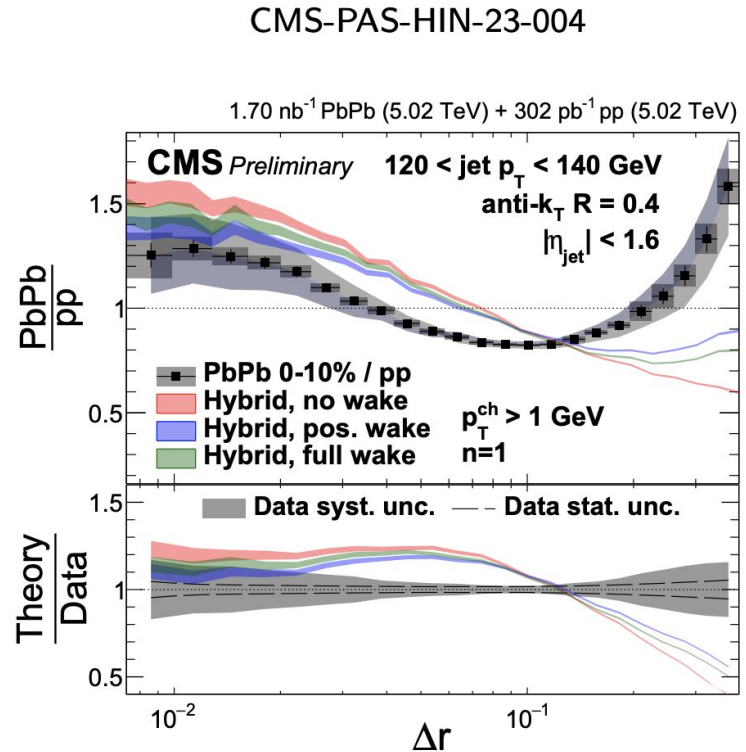 CMS-PAS-HIN-23-004
1.70 nb⁻¹ PbPb (5.02 TeV) + 302 pb⁻¹ pp (5.02 TeV)
CMS Preliminary
120 < jet p_T < 140 GeV
anti-k_T R = 0.4
|η_jet| < 1.6
1.5
1
0.5
PbPb
pp
PbPb 0-10% / pp
Hybrid, no wake
Hybrid, pos. wake
Hybrid, full wake
p_T^ch > 1 GeV
n=1
1.5
1
0.5
Theory
Data
Data syst. unc.
Data stat. unc.
10⁻²
10⁻¹
Δr